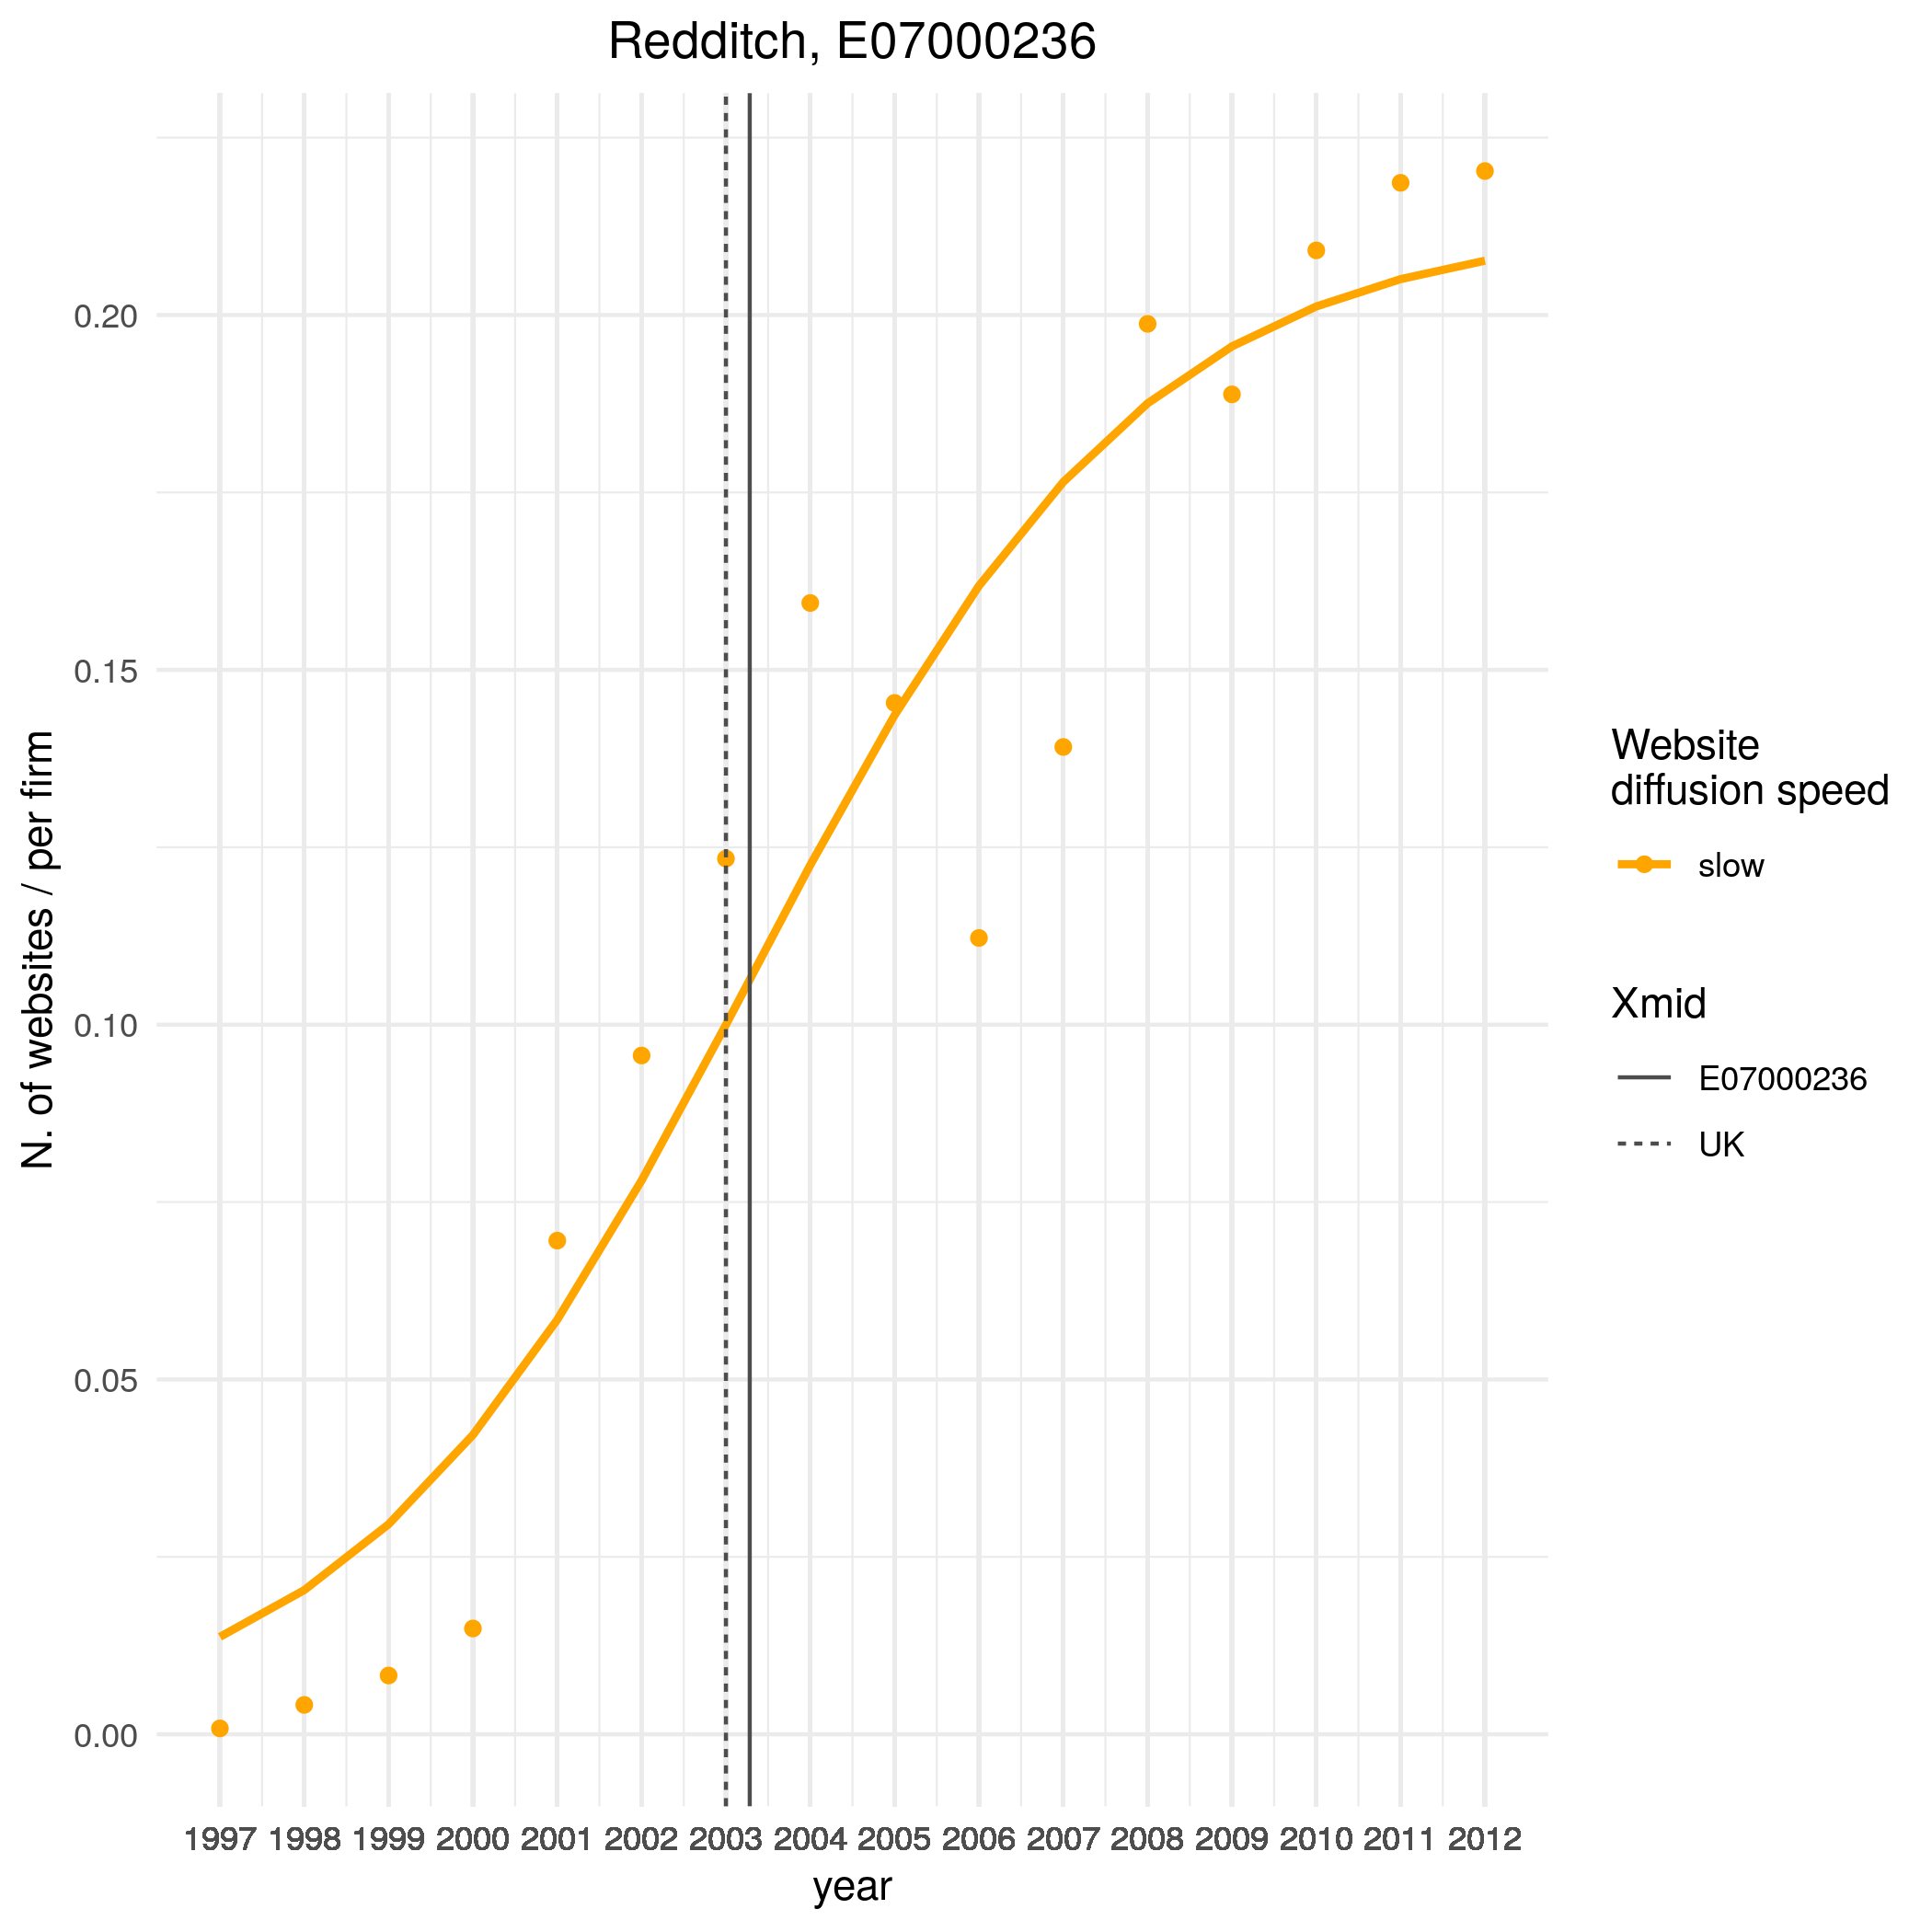 Redditch, E07000236
N. of websites / per firm
0.20
0.15
0.10
0.05
0.00
1997 1998 1999 2000 2001 2002 2003 2004 2005 2006 2007 2008 2009 2010 2011 2012
year
Website
diffusion speed
slow
Xmid
E07000236
UK